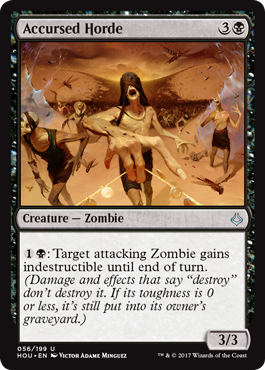 Accursed Horde 3
Creature — Zombie
1 : Target attacking Zombie gains
indestructible until end of turn.
(Damage and effects that say “destroy”
don’t destroy it. If its toughness is 0
or less, it’s still put into its owner’s
graveyard.)
3/3
056/199 U
HOU • EN Victor Adame Minguez
™ & © 2017 Wizards of the Coast